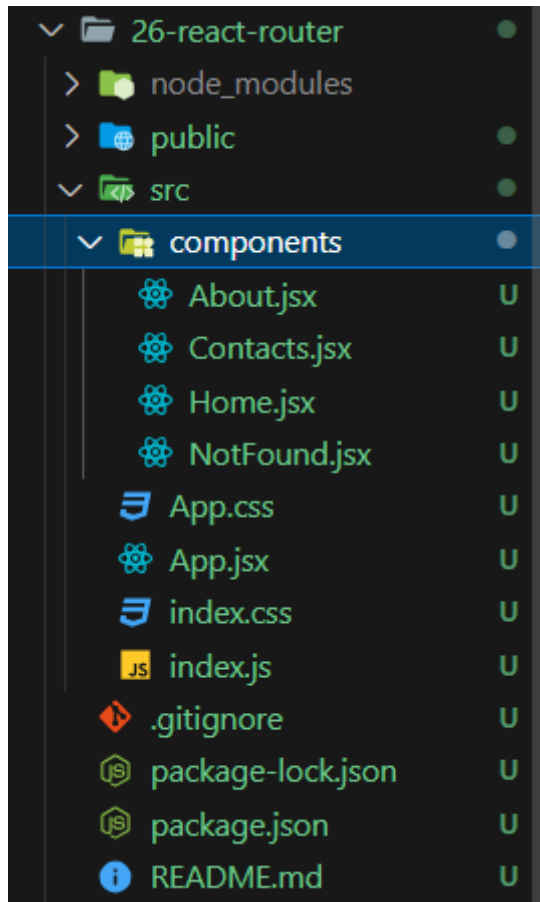 26-react-router
node_modules
public
src
components
About.jsx U
Contacts.jsx U
Home.jsx U
NotFound.jsx U
App.css U
App.jsx U
index.css U
JS index.js U
.gitignore U
package-lock.json U
package.json U
README.md U